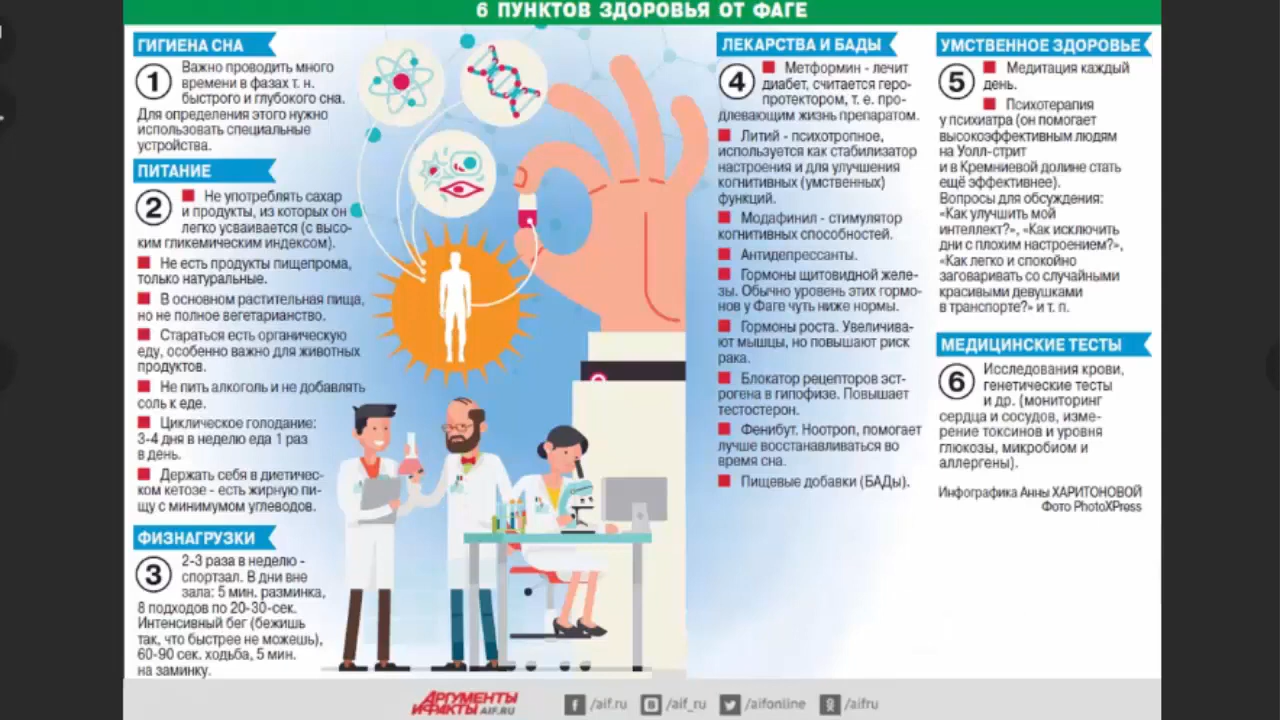 6 ПУНКТОВ ЗДОРОВЬЯ ОТ ФАГЕ
ГИГИЕНА СНА
1
Важно проводить много
времени в фазах т. н.
быстрого и глубокого сна.
Для определения этого нужно
использовать специальные
устройства.
ПИТАНИЕ
2
Не употреблять сахар
и продукты, из которых он
легко усваивается (с высо-
ким гликемическим индексом).
Не есть продукты пищепрома,
только натуральные.
В основном растительная пища,
но не полное вегетарианство.
Стараться есть органическую
еду, особенно важно для животных
продуктов.
Не пить алкоголь и не добавлять
соль к еде.
Циклическое голодание:
3-4 дня в неделю еда 1 раз
в день.
Держать себя в диетичес-
ком кетозе - есть жирную пи-
щу с минимумом углеводов.
ФИЗНАГРУЗКИ
3
2-3 раза в неделю -
спортзал. В дни вне
зала: 5 мин. разминка,
8 подходов по 20-30-сек.
Интенсивный бег (бежишь
так, что быстрее не можешь),
60-90 сек. ходьба, 5 мин.
на заминку.
ЛЕКАРСТВА И БАДЫ
4
Метформин - лечит
диабет, считается геро-
протектором, т. е. про-
длевающим жизнь препаратом.
Литий - психотропное,
используется как стабилизатор
настроения и для улучшения
когнитивных (умственных)
функций.
Модафинил - стимулятор
когнитивных способностей.
Антидепрессанты.
Гормоны щитовидной желе-
зы. Обычно уровень этих гормо-
нов у Фаге чуть ниже нормы.
Гормоны роста. Увеличива-
ют мышцы, но повышают риск
рака.
Блокатор рецепторов эст-
рогена в гипофизе. Повышает
тестостерон.
Фенибут. Ноотроп, помогает
лучше восстанавливаться во
время сна.
Пищевые добавки (БАДы).
УМСТВЕННОЕ ЗДОРОВЬЕ
5
Медитация каждый
день.
Психотерапия
у психиатра (он помогает
высокоэффективным людям
на Уолл-стрит
и в Кремниевой долине стать
ещё эффективнее).
Вопросы для обсуждения:
«Как улучшить мой
интеллект?», «Как исключить
дни с плохим настроением?»,
«Как легко и спокойно
заговаривать со случайными
красивыми девушками
в транспорте?» и т. п.
МЕДИЦИНСКИЕ ТЕСТЫ
6
Исследования крови,
генетические тесты
и др. (мониторинг
сердца и сосудов, изме-
рение токсинов и уровня
глюкозы, микробиом и
аллергены).
Инфографика Анны ХАРИТОНОВОЙ
Фото PhotoXPress
АРГУМЕНТЫ
И ФАКТЫ AIF.RU
/aif.ru /aif_ru /aifonline /aifru